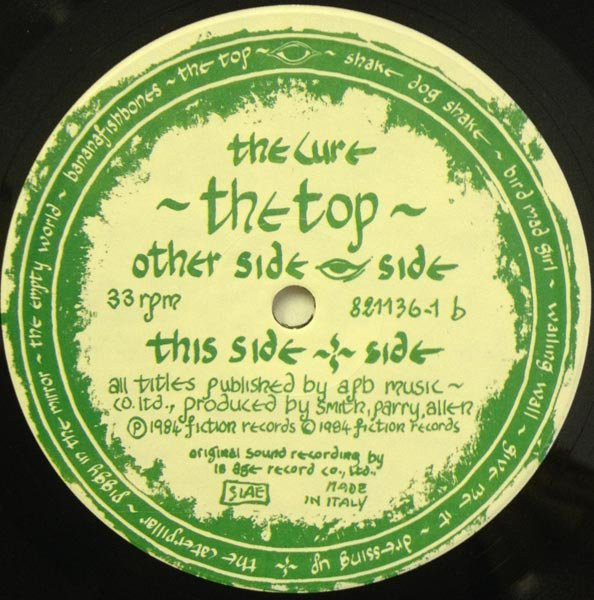 shake dog shake ~ bird mad girl ~ wailing wall ~ give me it ~ dressing up
the caterpillar ~ piggy in the mirror ~ the empty world ~ bananafishbones ~ the top ~
the cure
~ the top ~
other side side
33 rpm 821136-1 b
this side side
all titles published by apb music ~
co. ltd., produced by smith, parry, allen
℗ 1984 fiction records © 1984 fiction records
original sound recording by
18 age record co., ltd.,
SIAE MADE
IN ITALY